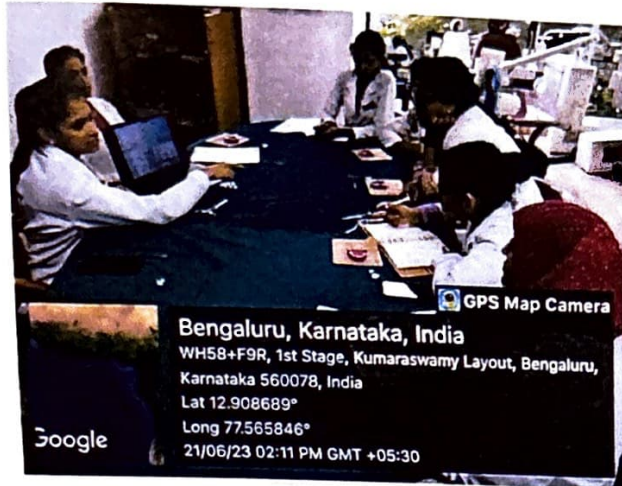 GPS Map Camera
Bengaluru, Karnataka, India
WH58+F9R, 1st Stage, Kumaraswamy Layout, Bengaluru,
Karnataka 560078, India
Lat 12.908689°
Long 77.565846°
21/06/23 02:11 PM GMT +05:30
Google